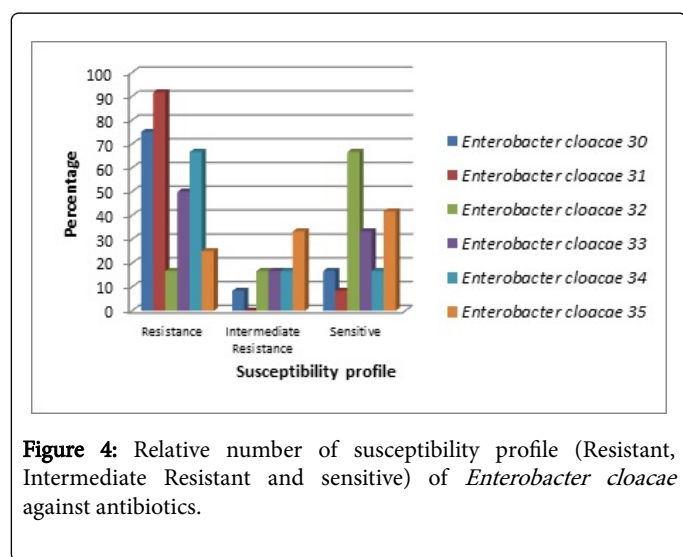 100
90
80
70
60
50
40
30
20
10
0
Percentage
Resistance
Intermediate
Resistance
Sensitive
Susceptibility profile
Enterobacter cloacae 30
Enterobacter cloacae 31
Enterobacter cloacae 32
Enterobacter cloacae 33
Enterobacter cloacae 34
Enterobacter cloacae 35
Figure 4: Relative number of susceptibility profile (Resistant,
Intermediate Resistant and sensitive) of Enterobacter cloacae
against antibiotics.